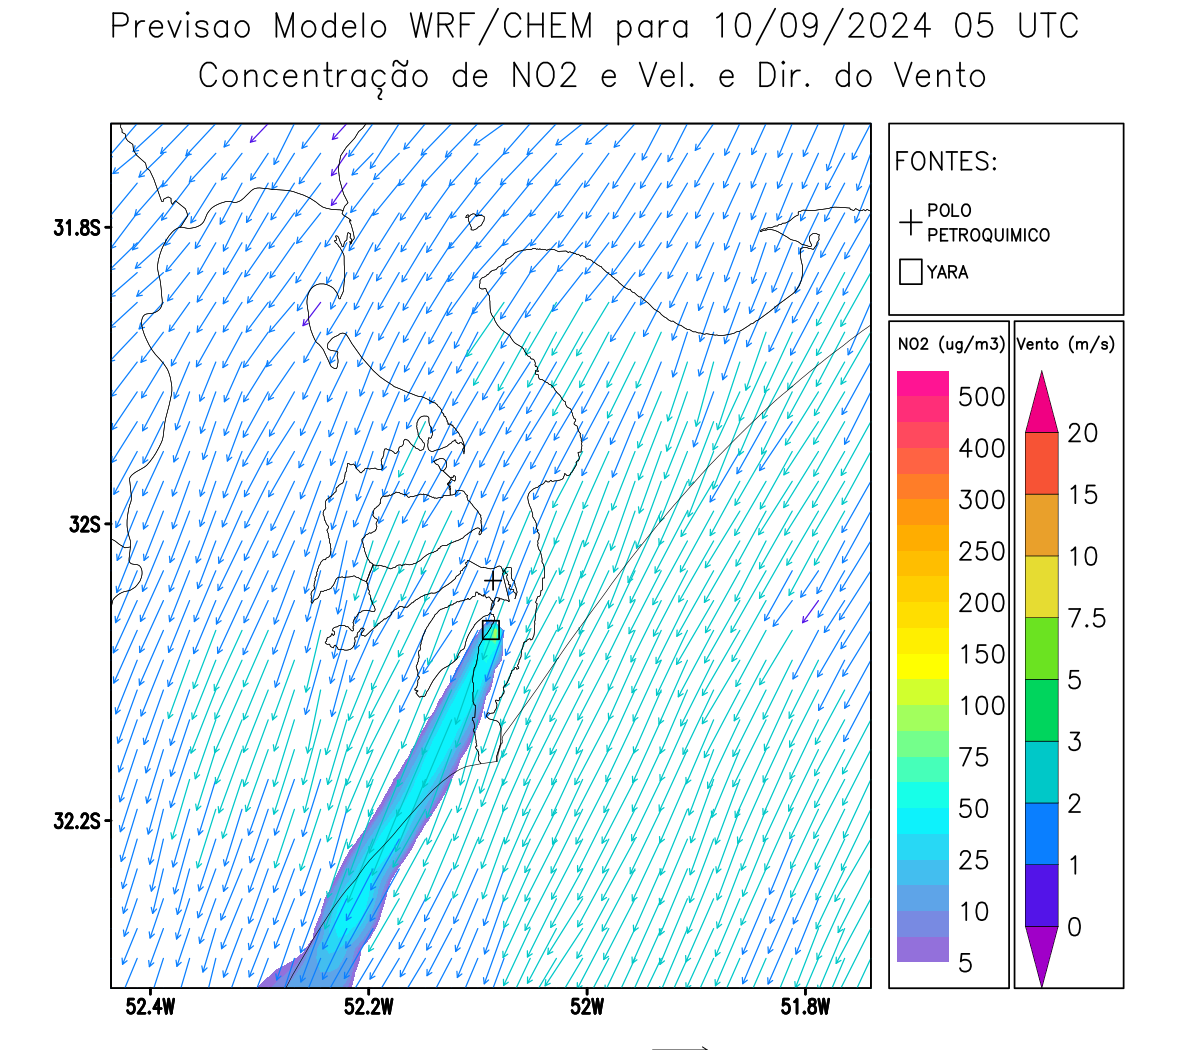 Previsao Modelo WRF/CHEM para 10/09/2024 05 UTC
Concentração de NO2 e Vel. e Dir. do Vento
FONTES:
POLO
PETROQUIMICO
YARA
NO2 (ug/m3)
500
400
300
250
200
150
100
75
50
25
10
5
Vento (m/s)
20
15
10
7.5
5
3
2
1
0
31.8S
32S
32.2S
52.4W 52.2W 52W 51.8W